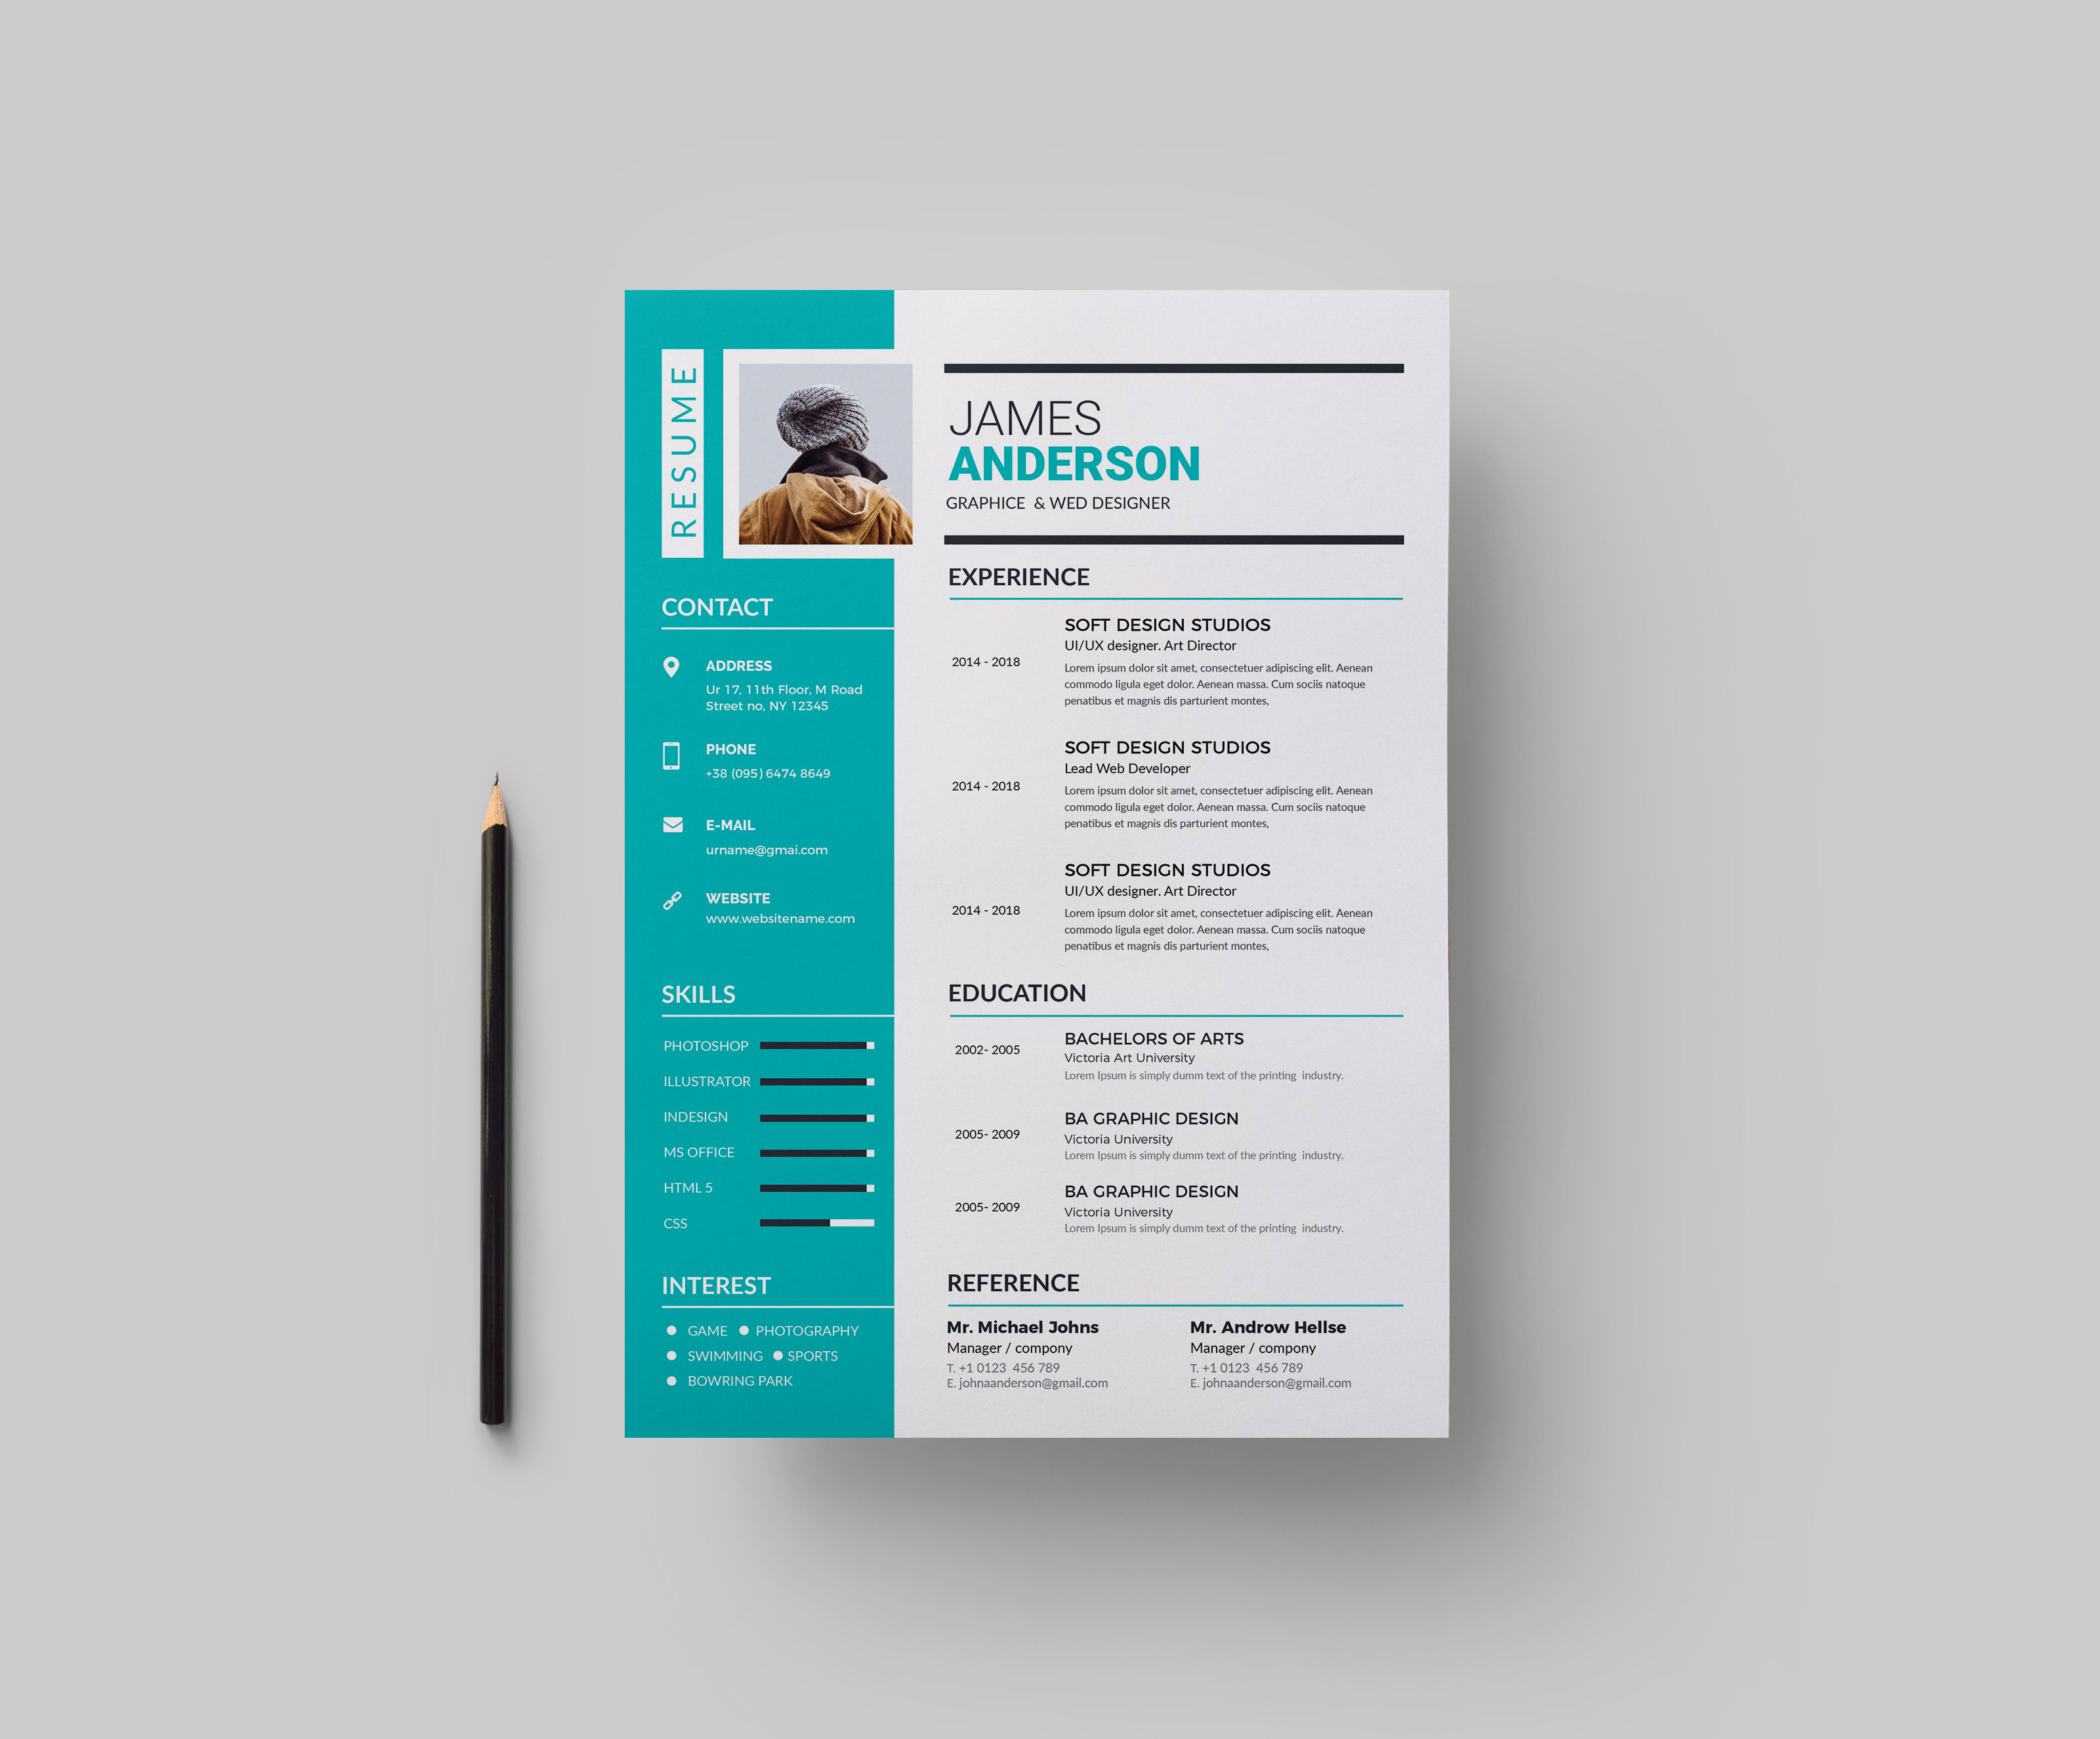 RESUME
JAMES
ANDERSON
GRAPHICE & WED DESIGNER
CONTACT
ADDRESS
Ur 17, 11th Floor, M Road
Street no, NY 12345
PHONE
+38 (095) 6474 8649
E-MAIL
urname@gmai.com
WEBSITE
www.websitename.com
SKILLS
PHOTOSHOP
ILLUSTRATOR
INDESIGN
MS OFFICE
HTML 5
CSS
INTEREST
GAME PHOTOGRAPHY
SWIMMING SPORTS
BOWRING PARK
EXPERIENCE
2014 - 2018
SOFT DESIGN STUDIOS
UI/UX designer. Art Director
Lorem ipsum dolor sit amet, consectetuer adipiscing elit. Aenean
commodo ligula eget dolor. Aenean massa. Cum sociis natoque
penatibus et magnis dis parturient montes,
2014 - 2018
SOFT DESIGN STUDIOS
Lead Web Developer
Lorem ipsum dolor sit amet, consectetuer adipiscing elit. Aenean
commodo ligula eget dolor. Aenean massa. Cum sociis natoque
penatibus et magnis dis parturient montes,
2014 - 2018
SOFT DESIGN STUDIOS
UI/UX designer. Art Director
Lorem ipsum dolor sit amet, consectetuer adipiscing elit. Aenean
commodo ligula eget dolor. Aenean massa. Cum sociis natoque
penatibus et magnis dis parturient montes,
EDUCATION
2002- 2005
BACHELORS OF ARTS
Victoria Art University
Lorem Ipsum is simply dumm text of the printing industry.
2005- 2009
BA GRAPHIC DESIGN
Victoria University
Lorem Ipsum is simply dumm text of the printing industry.
2005- 2009
BA GRAPHIC DESIGN
Victoria University
Lorem Ipsum is simply dumm text of the printing industry.
REFERENCE
Mr. Michael Johns
Manager / compony
T. +1 0123 456 789
E. johnaanderson@gmail.com
Mr. Androw Hellse
Manager / compony
T. +1 0123 456 789
E. johnaanderson@gmail.com